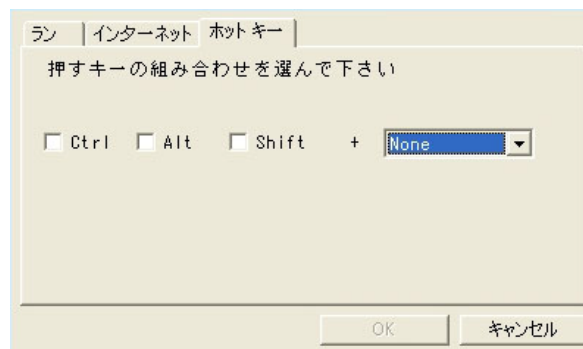 ラン インターネット ホットキー
押すキーの組み合わせを選んで下さい
Ctrl Alt Shift + None
OK キャンセル